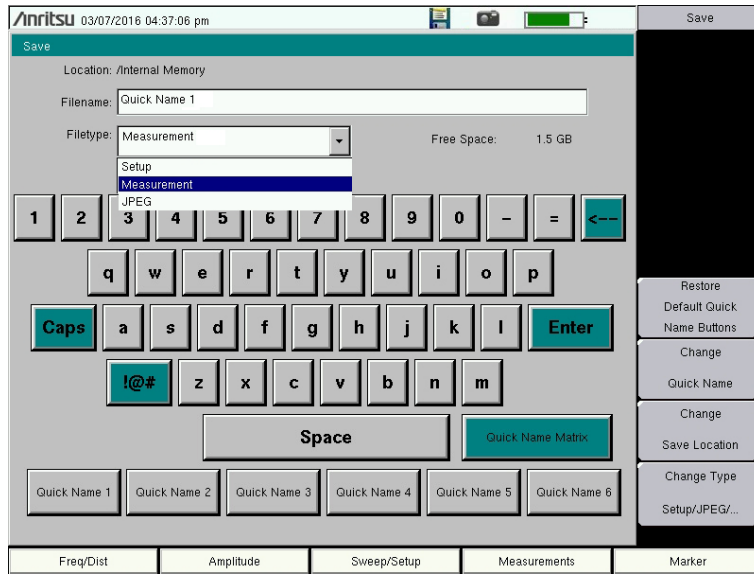 /inritsu 03/07/2016 04:37:06 pm
Save
Save
Location: /Internal Memory
Filename: Quick Name 1
Filetype: Measurement
Free Space: 1.5 GB
Setup
Measurement
JPEG
1 2 3 4 5 6 7 8 9 0 - = <--
q w e r t y u i o p
Caps a s d f g h j k l Enter
!@# z x c v b n m
Space Quick Name Matrix
Quick Name 1 Quick Name 2 Quick Name 3 Quick Name 4 Quick Name 5 Quick Name 6
Restore
Default Quick
Name Buttons
Change
Quick Name
Change
Save Location
Change Type
Setup/JPEG/...
Freq/Dist Amplitude Sweep/Setup Measurements Marker